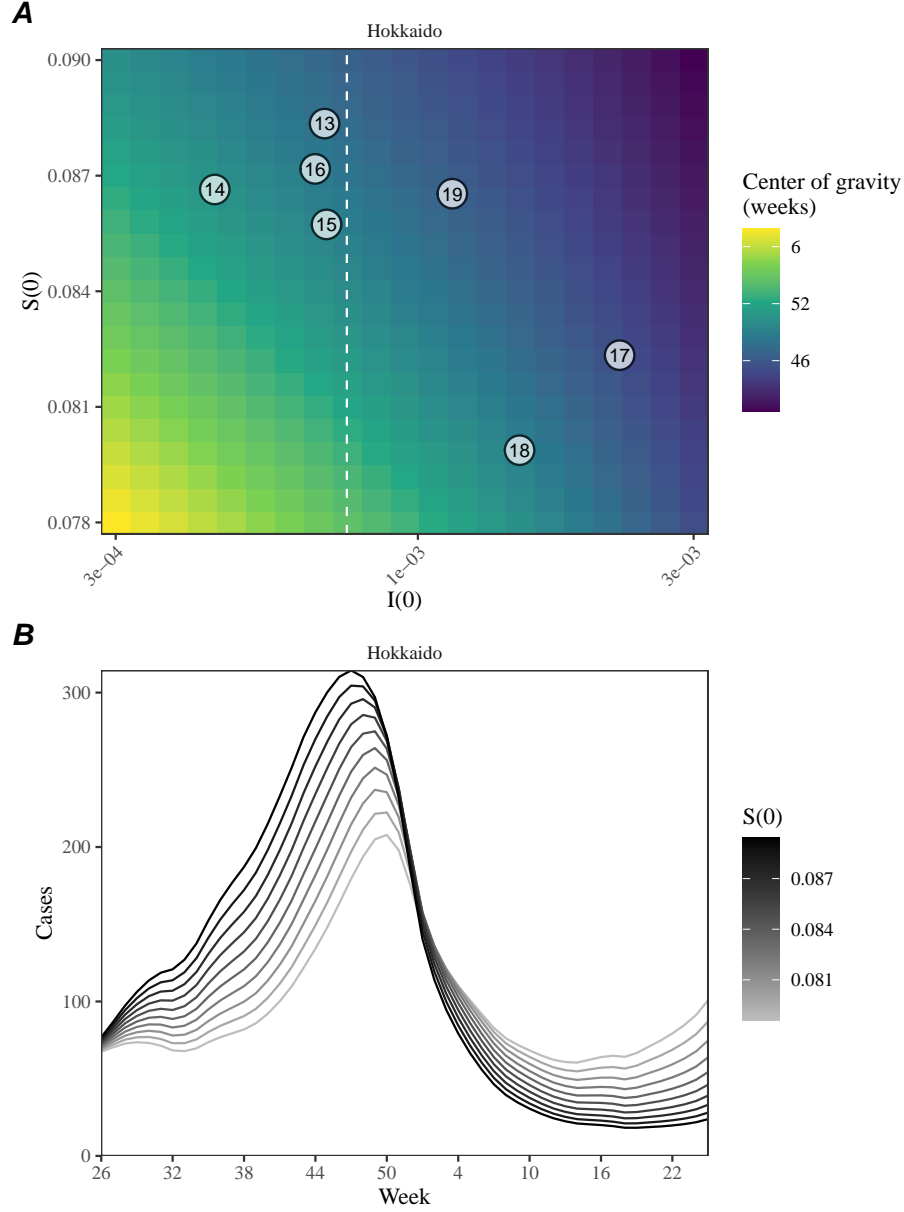 A
Hokkaido
0.090
0.087
0.084
0.081
0.078
S(0)
13
16
14
19
15
17
18
3e−04
1e−03
3e−03
I(0)
Center of gravity
(weeks)
6
52
46
B
Hokkaido
300
200
100
0
Cases
26
32
38
44
50
4
10
16
22
Week
S(0)
0.087
0.084
0.081